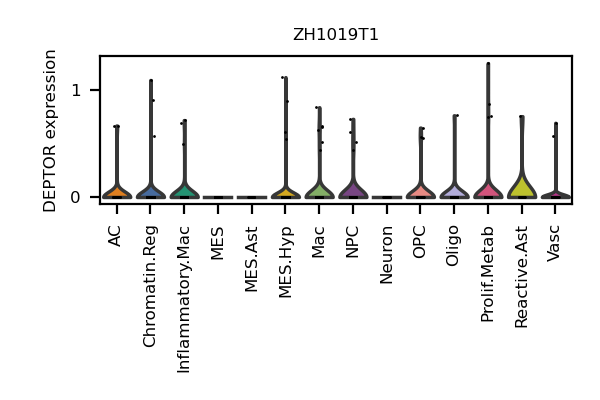 ZH1019T1
DEPTOR expression
1
0
AC
Chromatin.Reg
Inflammatory.Mac
MES
MES.Ast
MES.Hyp
Mac
NPC
Neuron
OPC
Oligo
Prolif.Metab
Reactive.Ast
Vasc